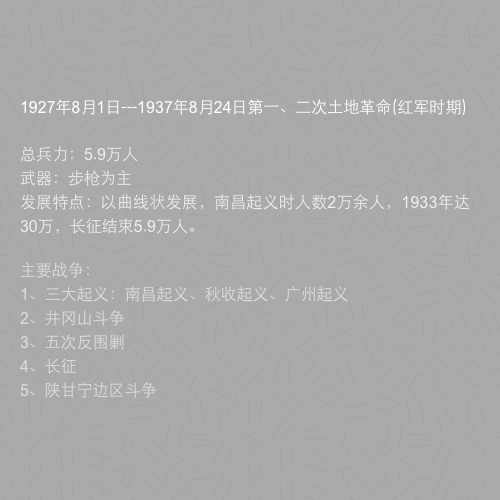 1927年8月1日---1937年8月24日第一、二次土地革命(红军时期)
总兵力：5.9万人
武器：步枪为主
发展特点：以曲线状发展，南昌起义时人数2万余人，1933年达
30万，长征结束5.9万人。
主要战争：
1、三大起义：南昌起义、秋收起义、广州起义
2、井冈山斗争
3、五次反围剿
4、长征
5、陕甘宁边区斗争